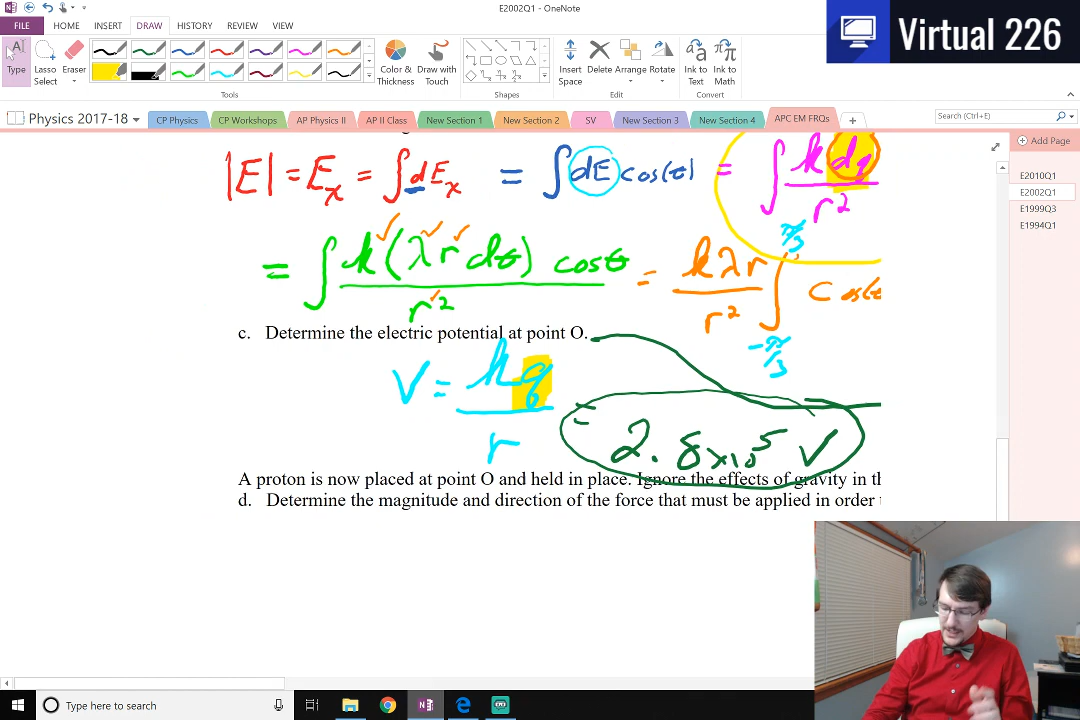 E2002Q1 - OneNote
FILE HOME INSERT DRAW HISTORY REVIEW VIEW
Virtual 226
Type Lasso Select Eraser Color & Thickness Draw with Touch Insert Space Delete Arrange Rotate Ink to Text Ink to Math
Tools Shapes Edit Convert
Physics 2017-18 CP Physics CP Workshops AP Physics II AP II Class New Section 1 New Section 2 SV New Section 3 New Section 4 APC EM FRQs Search (Ctrl+E)
Add Page
E2010Q1
E2002Q1
E1999Q3
E1994Q1
|E| = Eₓ = ∫dEₓ = ∫dE cos(θ) = ∫ k dq / r²
= ∫ k(λ r dθ) cosθ / r² = kλr / r² ∫ cos(θ
π/3
-π/3
c. Determine the electric potential at point O.
V = kq / r = 2.8×10⁵ V
A proton is now placed at point O and held in place. Ignore the effects of gravity in th
d. Determine the magnitude and direction of the force that must be applied in order
Type here to search